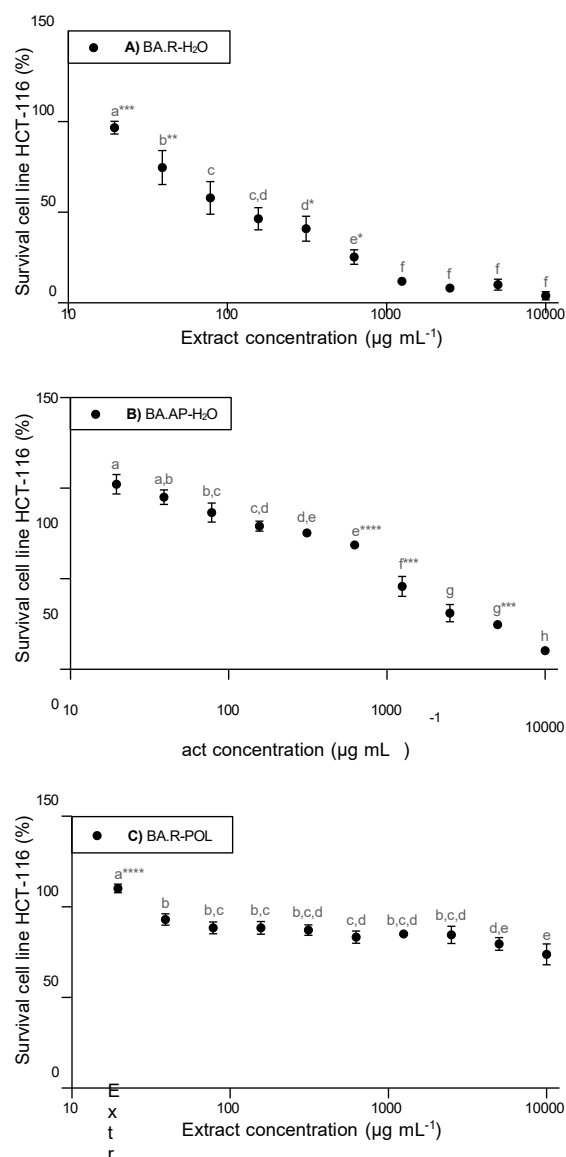 150
A) BA.R-H2O
Survival cell line HCT-116 (%)
100
a***
b**
c
c,d
d*
50
e*
f
f
f
f
0
10
100
1000
10000
Extract concentration (µg mL-1)
150
B) BA.AP-H2O
Survival cell line HCT-116 (%)
a
a,b
b,c
100
c,d
d,e
e****
f***
g
50
g***
h
0
10
100
1000
-1
10000
act concentration (µg mL )
150
C) BA.R-POL
Survival cell line HCT-116 (%)
a****
100
b
b,c
b,c
b,c,d
c,d
b,c,d
b,c,d
d,e
e
50
0
10
100
1000
10000
E
x
t
r
Extract concentration (µg mL-1)